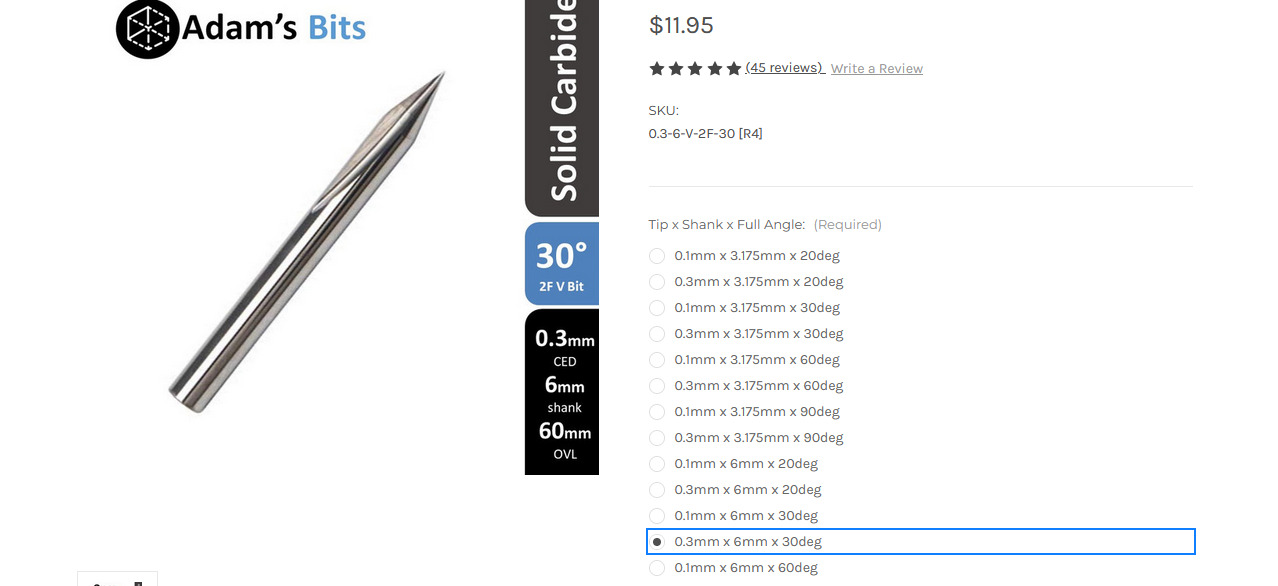 Adam's Bits
Solid Carbide
30°
2F V Bit
0.3mm
CED
6mm
shank
60mm
OVL
$11.95
(45 reviews) Write a Review
SKU:
0.3-6-V-2F-30 [R4]
Tip x Shank x Full Angle: (Required)
0.1mm x 3.175mm x 20deg
0.3mm x 3.175mm x 20deg
0.1mm x 3.175mm x 30deg
0.3mm x 3.175mm x 30deg
0.1mm x 3.175mm x 60deg
0.3mm x 3.175mm x 60deg
0.1mm x 3.175mm x 90deg
0.3mm x 3.175mm x 90deg
0.1mm x 6mm x 20deg
0.3mm x 6mm x 20deg
0.1mm x 6mm x 30deg
0.3mm x 6mm x 30deg
0.1mm x 6mm x 60deg